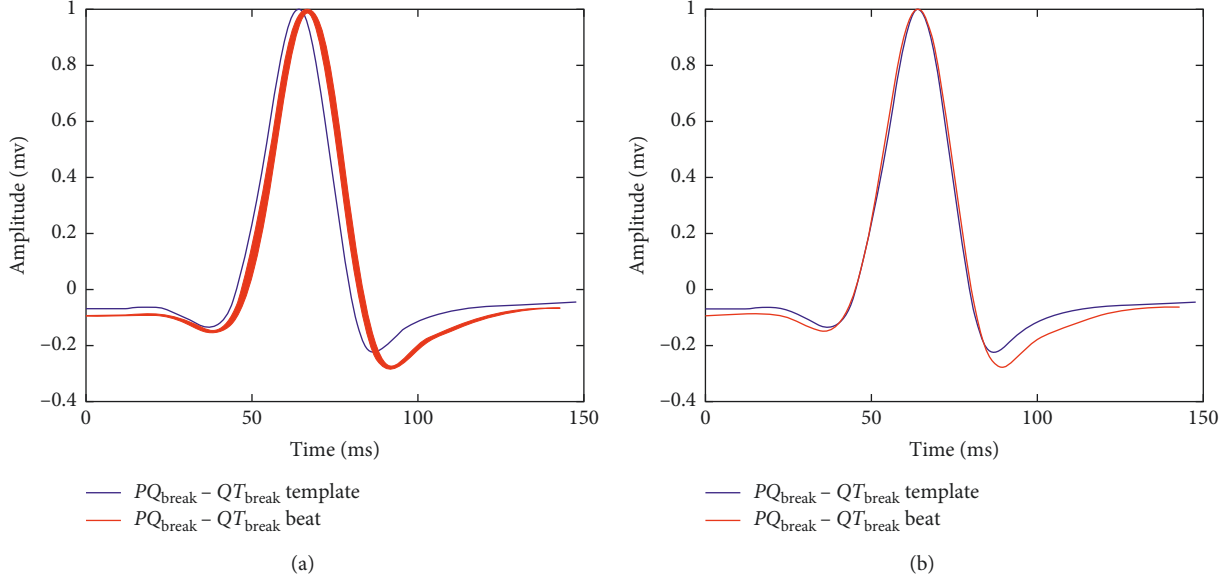 1
0.8
0.6
0.4
0.2
0
−0.2
−0.4
Amplitude (mv)
0 50 100 150
Time (ms)
PQbreak – QTbreak template
PQbreak – QTbreak beat
(a)
1
0.8
0.6
0.4
0.2
0
−0.2
−0.4
Amplitude (mv)
0 50 100 150
Time (ms)
PQbreak – QTbreak template
PQbreak – QTbreak beat
(b)